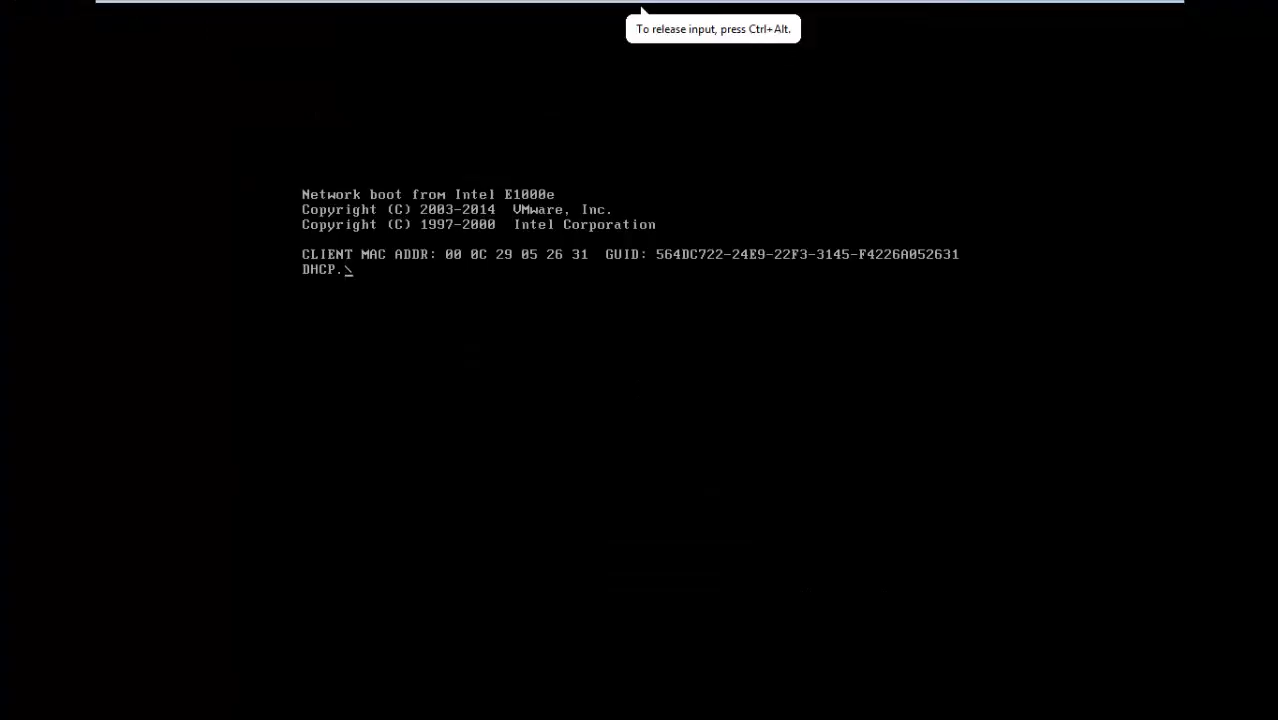 To release input, press Ctrl+Alt.
Network boot from Intel E1000e
Copyright (C) 2003-2014  VMware, Inc.
Copyright (C) 1997-2000  Intel Corporation
CLIENT MAC ADDR: 00 0C 29 05 26 31  GUID: 564DC722-24E9-22F3-3145-F4226A052631
DHCP.\